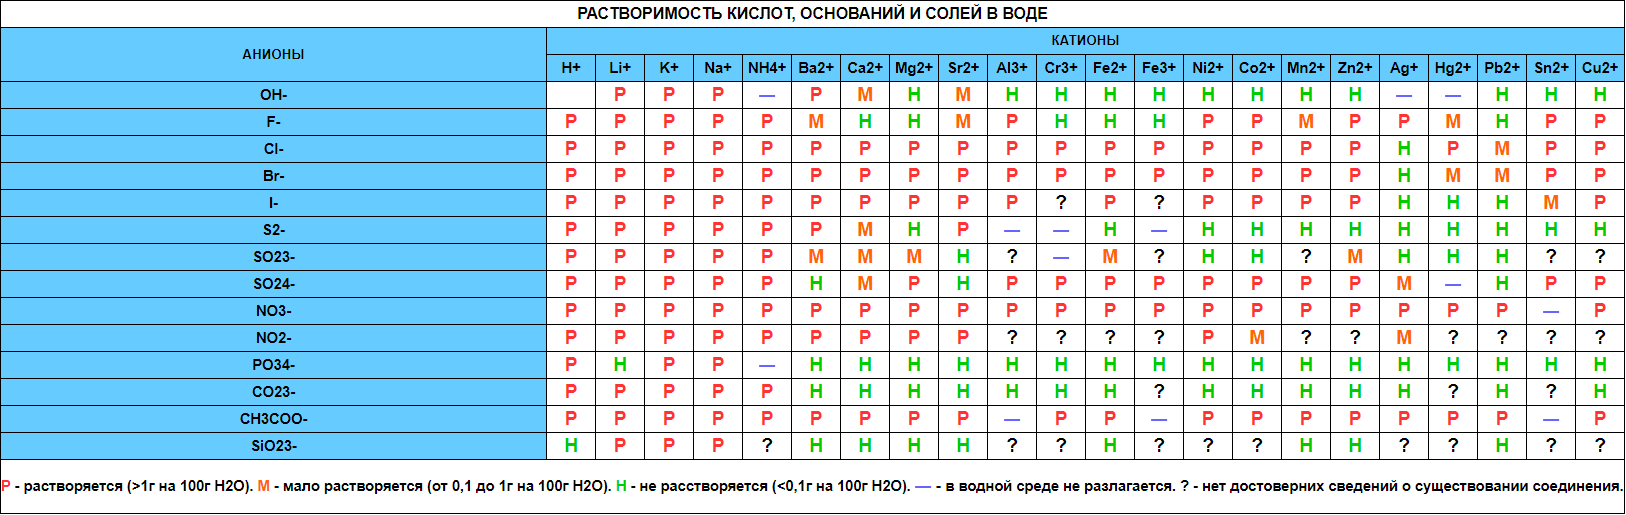 РАСТВОРИМОСТЬ КИСЛОТ, ОСНОВАНИЙ И СОЛЕЙ В ВОДЕ
АНИОНЫ КАТИОНЫ
H+ Li+ K+ Na+ NH4+ Ba2+ Ca2+ Mg2+ Sr2+ Al3+ Cr3+ Fe2+ Fe3+ Ni2+ Co2+ Mn2+ Zn2+ Ag+ Hg2+ Pb2+ Sn2+ Cu2+
OH- Р Р Р — Р М Н М Н Н Н Н Н Н Н Н — — Н Н Н
F- Р Р Р Р Р М Н Н М Р Н Н Н Р Р М Р Р М Н Р Р
Cl- Р Р Р Р Р Р Р Р Р Р Р Р Р Р Р Р Р Н Р М Р Р
Br- Р Р Р Р Р Р Р Р Р Р Р Р Р Р Р Р Р Н М М Р Р
I- Р Р Р Р Р Р Р Р Р Р ? Р ? Р Р Р Р Н Н Н М Р
S2- Р Р Р Р Р Р М Н Р — — Н — Н Н Н Н Н Н Н Н Н
SO23- Р Р Р Р Р М М М Н ? — М ? Н Н ? М Н Н Н ? ?
SO24- Р Р Р Р Р Н М Р Н Р Р Р Р Р Р Р Р М — Н Р Р
NO3- Р Р Р Р Р Р Р Р Р Р Р Р Р Р Р Р Р Р Р Р — Р
NO2- Р Р Р Р Р Р Р Р Р ? ? ? ? Р М ? ? М ? ? ? ?
PO34- Р Н Р Р — Н Н Н Н Н Н Н Н Н Н Н Н Н Н Н Н Н
CO23- Р Р Р Р Р Н Н Н Н Н Н Н ? Н Н Н Н Н ? Н ? Н
CH3COO- Р Р Р Р Р Р Р Р Р — Р Р — Р Р Р Р Р Р Р — Р
SiO23- Н Р Р Р ? Н Н Н Н ? ? Н ? ? ? Н Н ? ? Н ? ?
Р - растворяется (>1г на 100г H2O). М - мало растворяется (от 0,1 до 1г на 100г H2O). Н - не расстворяется (<0,1г на 100г H2O). — - в водной среде не разлагается. ? - нет достоверних сведений о существовании соединения.